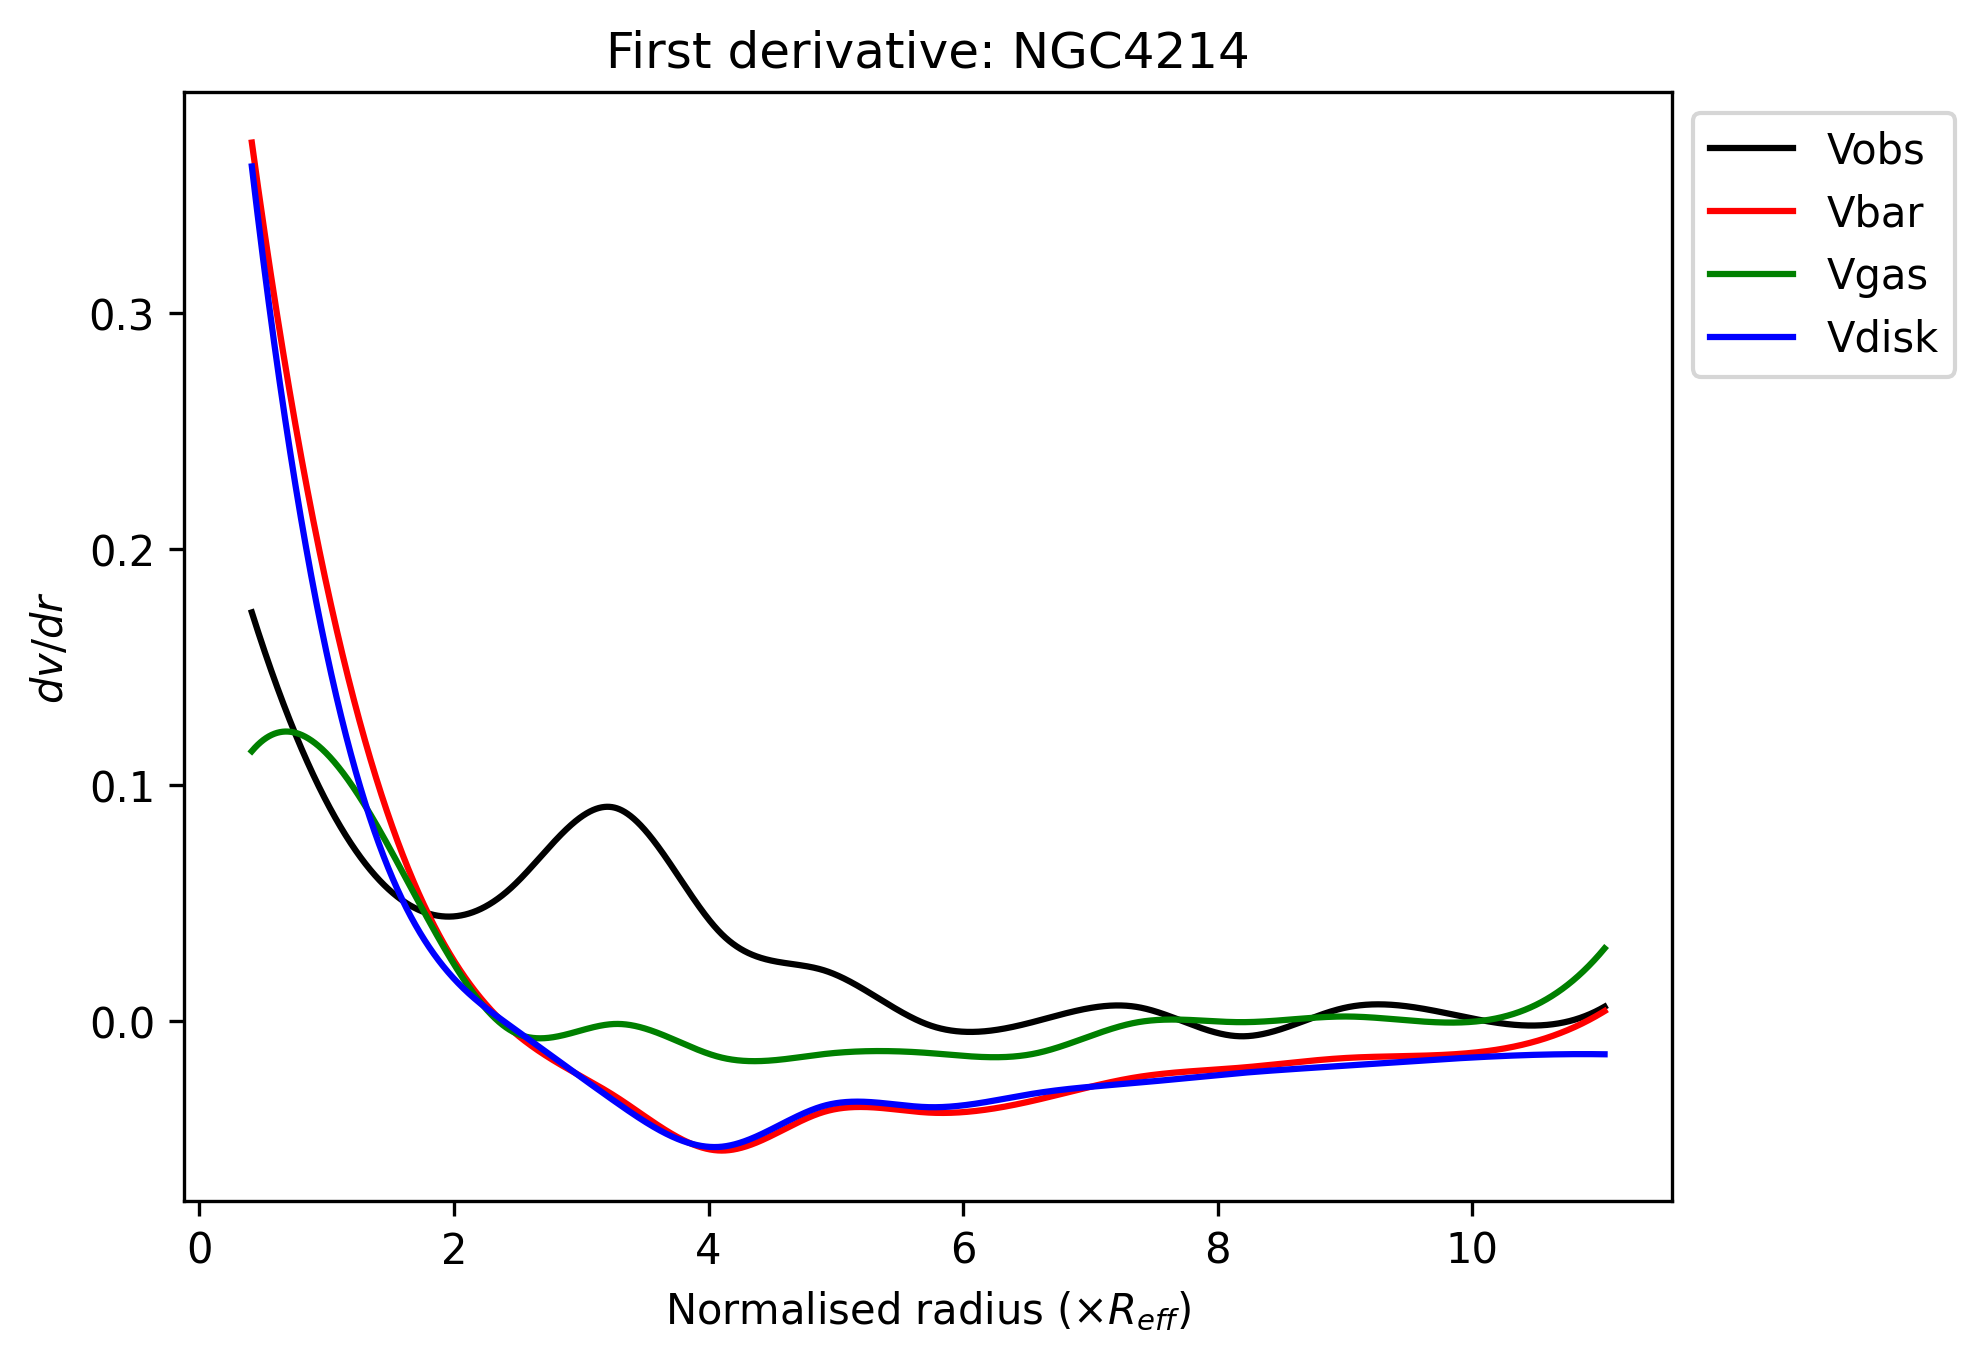 First derivative: NGC4214
Vobs
Vbar
Vgas
Vdisk
0.3
0.2
0.1
0.0
dv/dr
0 2 4 6 8 10
Normalised radius (×R_eff)